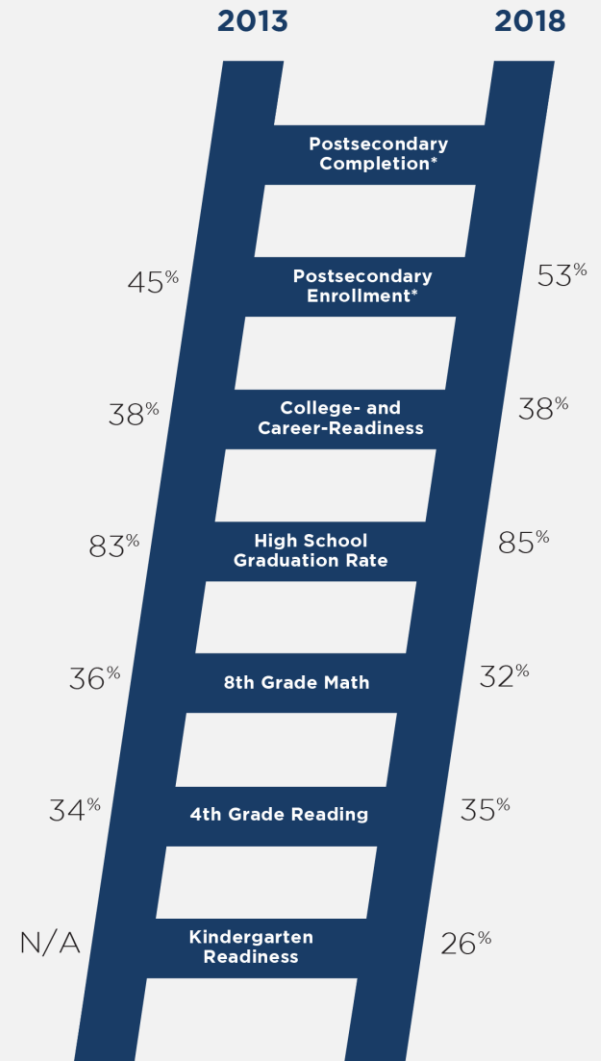 2013 2018
Postsecondary
Completion*
45% Postsecondary 53%
Enrollment*
38% College- and 38%
Career-Readiness
83% High School 85%
Graduation Rate
36% 8th Grade Math 32%
34% 4th Grade Reading 35%
N/A Kindergarten 26%
Readiness